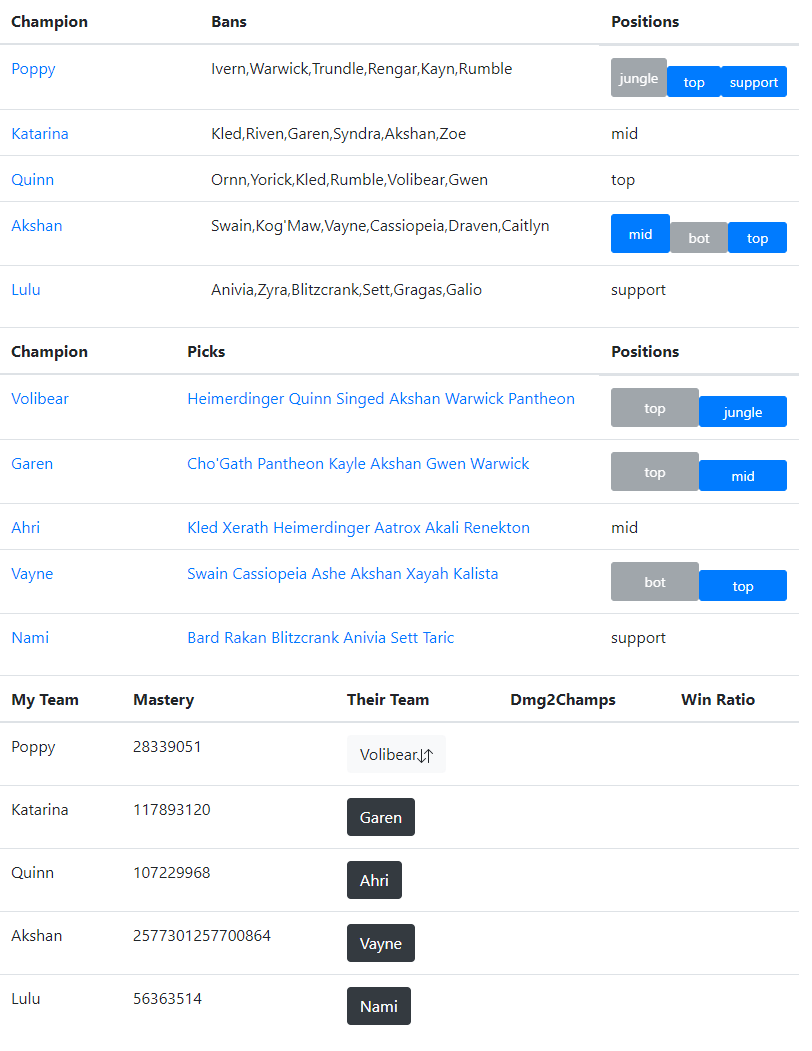 Champion Bans Positions
Poppy Ivern,Warwick,Trundle,Rengar,Kayn,Rumble jungle top support
Katarina Kled,Riven,Garen,Syndra,Akshan,Zoe mid
Quinn Ornn,Yorick,Kled,Rumble,Volibear,Gwen top
Akshan Swain,Kog'Maw,Vayne,Cassiopeia,Draven,Caitlyn mid bot top
Lulu Anivia,Zyra,Blitzcrank,Sett,Gragas,Galio support
Champion Picks Positions
Volibear Heimerdinger Quinn Singed Akshan Warwick Pantheon top jungle
Garen Cho'Gath Pantheon Kayle Akshan Gwen Warwick top mid
Ahri Kled Xerath Heimerdinger Aatrox Akali Renekton mid
Vayne Swain Cassiopeia Ashe Akshan Xayah Kalista bot top
Nami Bard Rakan Blitzcrank Anivia Sett Taric support
My Team Mastery Their Team Dmg2Champs Win Ratio
Poppy 28339051 Volibear
Katarina 117893120 Garen
Quinn 107229968 Ahri
Akshan 2577301257700864 Vayne
Lulu 56363514 Nami